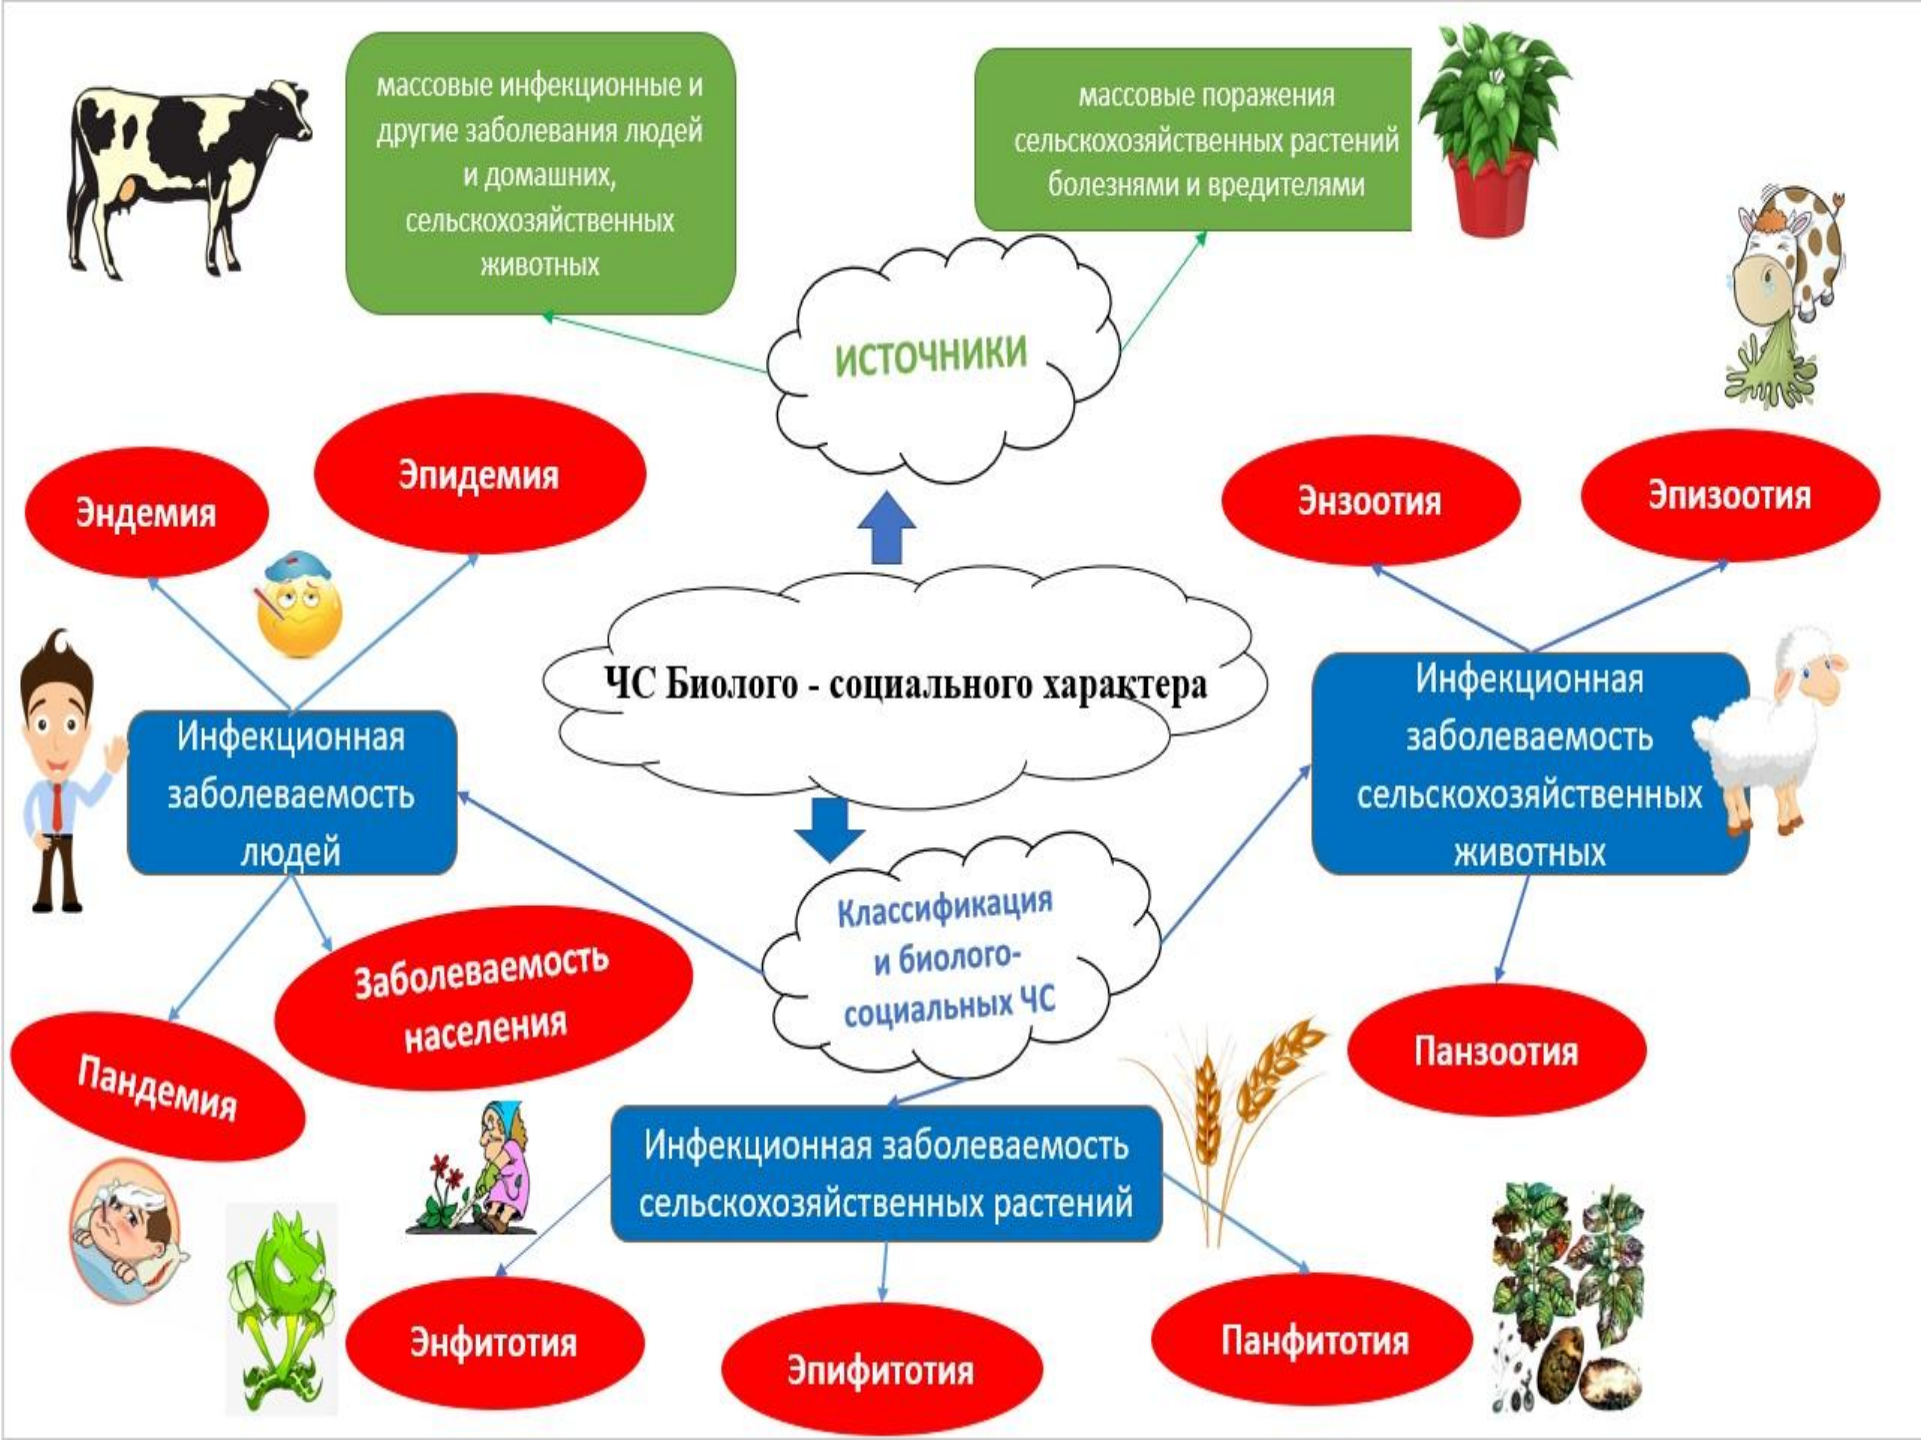 массовые инфекционные и
другие заболевания людей
и домашних,
сельскохозяйственных
животных
массовые поражения
сельскохозяйственных растений
болезнями и вредителями
ИСТОЧНИКИ
Эндемия
Эпидемия
Энзоотия
Эпизоотия
ЧС Биолого - социального характера
Инфекционная
заболеваемость
людей
Инфекционная
заболеваемость
сельскохозяйственных
животных
Классификация
и биолого-
социальных ЧС
Заболеваемость
населения
Пандемия
Панзоотия
Инфекционная заболеваемость
сельскохозяйственных растений
Энфитотия
Эпифитотия
Панфитотия